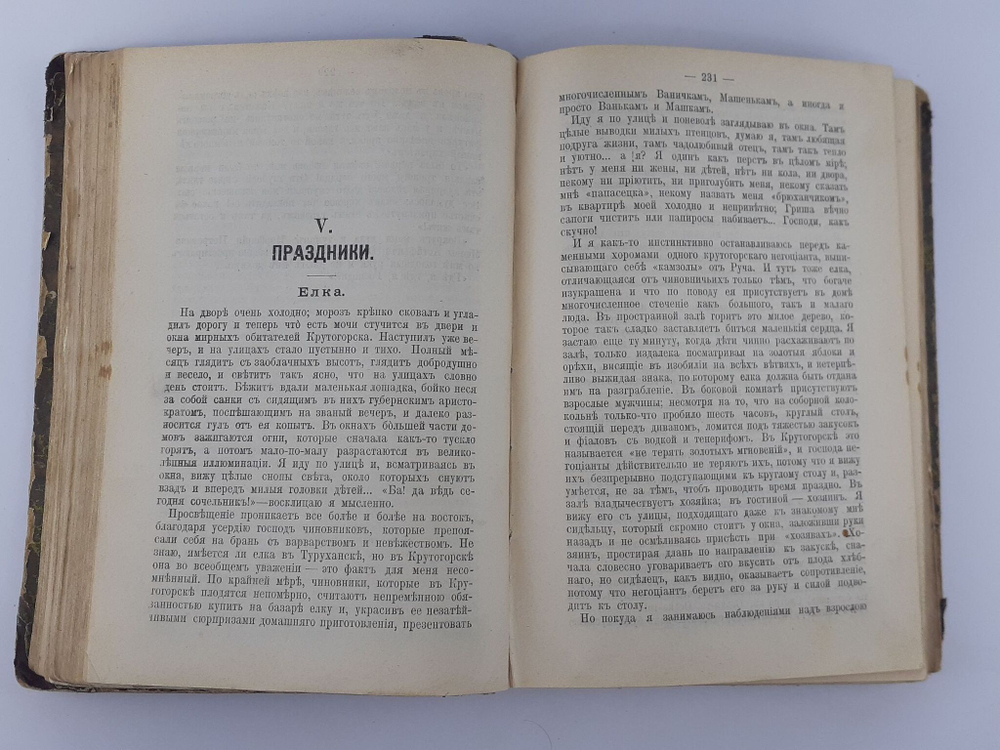 V.
ПРАЗДНИКИ.
Елка.
На дворѣ очень холодно; морозъ крѣпко сковалъ и угла-
дилъ дорогу и теперь что есть мочи стучится въ двери и
окна мирныхъ обитателей Крутогорска. Наступилъ уже ве-
черъ, и на улицахъ стало пустынно и тихо. Полный мѣ-
сяцъ глядитъ съ заоблачныхъ высотъ, глядитъ добродушно
и весело, и свѣтитъ такъ ясно, что на улицахъ словно
день стоитъ. Бѣжитъ вдали маленькая лошадка, бойко неся
за собой санки съ сидящимъ въ нихъ губернскимъ аристо-
кратомъ, поспѣшающимъ на званый вечеръ, и далеко раз-
носится гулъ отъ ея копытъ. Въ окнахъ большей части до-
мовъ зажигаются огни, которые сначала какъ-то тускло
горятъ, а потомъ мало-по-малу разрастаются въ велико-
лѣпныя иллюминаціи. Я иду по улицѣ и, всматриваясь въ
окна, вижу цѣлые снопы свѣта, около которыхъ снуютъ
взадъ и впередъ милыя головки дѣтей... «Ба! да вѣдь се-
годня сочельникъ!»—восклицаю я мысленно.
Просвѣщеніе проникаетъ все болѣе и болѣе на востокъ,
благодаря усердію господъ чиновниковъ, которые препоя-
сали себя на брань съ варварствомъ и невѣжествомъ. Не
знаю, имѣется ли елка въ Туруханскѣ, но въ Крутогорскѣ
она во всеобщемъ уваженіи — это фактъ для меня несо-
мнѣнный. По крайней мѣрѣ, чиновники, которые въ Кру-
тогорскѣ плодятся непомѣрно, считаютъ непремѣнною обя-
занностью купить на базарѣ елку и, украсивъ ее незатѣй-
ливыми сюрпризами домашняго приготовленія, презентовать
— 231 —
многочисленнымъ Ваничкамъ, Машенькамъ, а иногда и
просто Ванькамъ и Машкамъ.
Иду я по улицѣ и поневолѣ заглядываю въ окна. Тамъ
цѣлые выводки милыхъ птенцовъ, думаю я, тамъ любящая
подруга жизни, тамъ чадолюбивый отецъ, тамъ такъ тепло
и уютно... а я? Я одинъ какъ перстъ въ цѣломъ мірѣ;
нѣтъ у меня ни жены, ни дѣтей, нѣтъ ни кола, ни двора,
некому ни пріютить, ни приголубить меня, некому сказать
мнѣ «папасецка», некому назвать меня «брюханчикомъ»,
въ квартирѣ моей холодно и непривѣтно; Гриша вѣчно
сапоги чиститъ или папиросы набиваетъ... Господи, какъ
скучно!
И я какъ-то инстинктивно останавливаюсь передъ ка-
менными хоромами одного крутогорскаго негоціанта, выпи-
сывающаго себѣ «камзолы» отъ Руча. И тутъ тоже елка,
отличающаяся отъ чиновничьихъ только тѣмъ, что богаче
изукрашена и что по поводу ея присутствуетъ въ домѣ
многочисленное стеченіе какъ большого, такъ и малаго
люда. Въ пространной залѣ горитъ это милое дерево, ко-
торое такъ сладко заставляетъ биться маленькія сердца. Я
застаю еще ту минуту, когда дѣти чинно расхаживаютъ по
залѣ, только издалека посматривая на золотыя яблоки и
орѣхи, висящіе въ изобиліи на всѣхъ вѣтвяхъ, и нетерпѣ-
ливо выжидая знака, по которому елка должна быть отдана
имъ на разграбленіе. Въ боковой комнатѣ присутствуютъ
взрослые мужчины; несмотря на то, что на соборной коло-
кольнѣ только-что пробило шесть часовъ, круглый столъ,
стоящій передъ диваномъ, ломится подъ тяжестью закусокъ
и фіаловъ съ водкой и тенерифомъ. Въ Крутогорскѣ это
называется «не терять золотыхъ мгновеній», и господа не-
гоціанты дѣйствительно не теряютъ ихъ, потому что я вижу
ихъ безпрерывно подступающими къ круглому столу и, раз-
умѣется, не за тѣмъ, чтобъ проводить время праздно. Въ
залѣ владычествуетъ хозяйка; въ гостиной — хозяинъ. Я
вижу его съ улицы, подходящаго даже къ знакомому мнѣ
сидѣльцу, который скромно стоитъ у окна, заложивши руки
назадъ и не осмѣливаясь присѣсть при «хозявахъ». Хо-
зяинъ, простирая длань по направленію къ закускѣ, сна-
чала словесно уговариваетъ его вкусить отъ плода хлѣб-
наго, но сидѣлецъ, какъ видно, оказываетъ сопротивленіе,
потому что негоціантъ беретъ его за руку и силой подво-
дитъ къ столу.
Но покуда я занимаюсь наблюденіями надъ взрослою